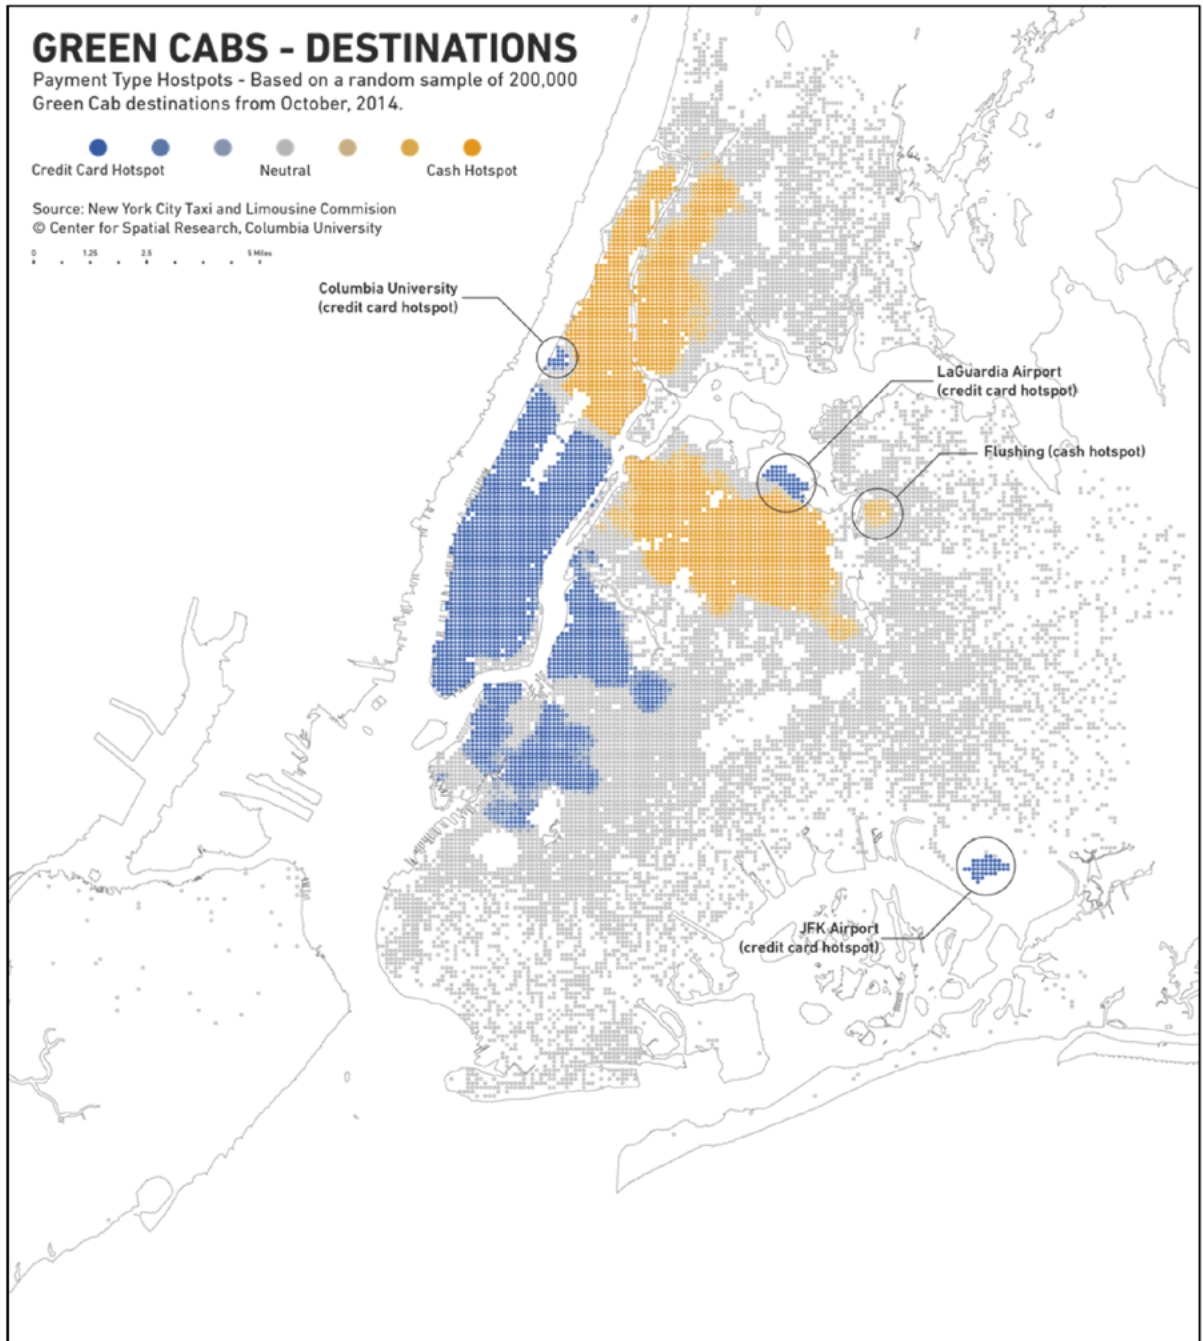 GREEN CABS - DESTINATIONS
Payment Type Hostpots - Based on a random sample of 200,000
Green Cab destinations from October, 2014.
Credit Card Hotspot Neutral Cash Hotspot
Source: New York City Taxi and Limousine Commision
© Center for Spatial Research, Columbia University
0 1.25 2.5 5 Miles
Columbia University
(credit card hotspot)
LaGuardia Airport
(credit card hotspot)
Flushing (cash hotspot)
JFK Airport
(credit card hotspot)